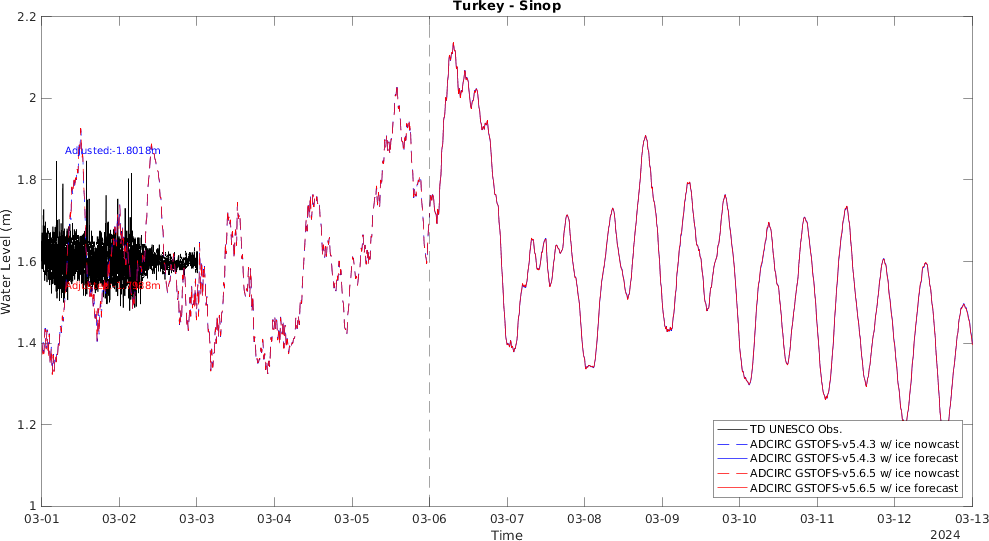 Turkey - Sinop
2.2
2
1.8
1.6
1.4
1.2
1
Water Level (m)
Adjusted:-1.8018m
03-01
03-02
03-03
03-04
03-05
03-06
03-07
03-08
03-09
03-10
03-11
03-12
03-13
Time
2024
TD UNESCO Obs.
ADCIRC GSTOFS-v5.4.3 w/ ice nowcast
ADCIRC GSTOFS-v5.4.3 w/ ice forecast
ADCIRC GSTOFS-v5.6.5 w/ ice nowcast
ADCIRC GSTOFS-v5.6.5 w/ ice forecast